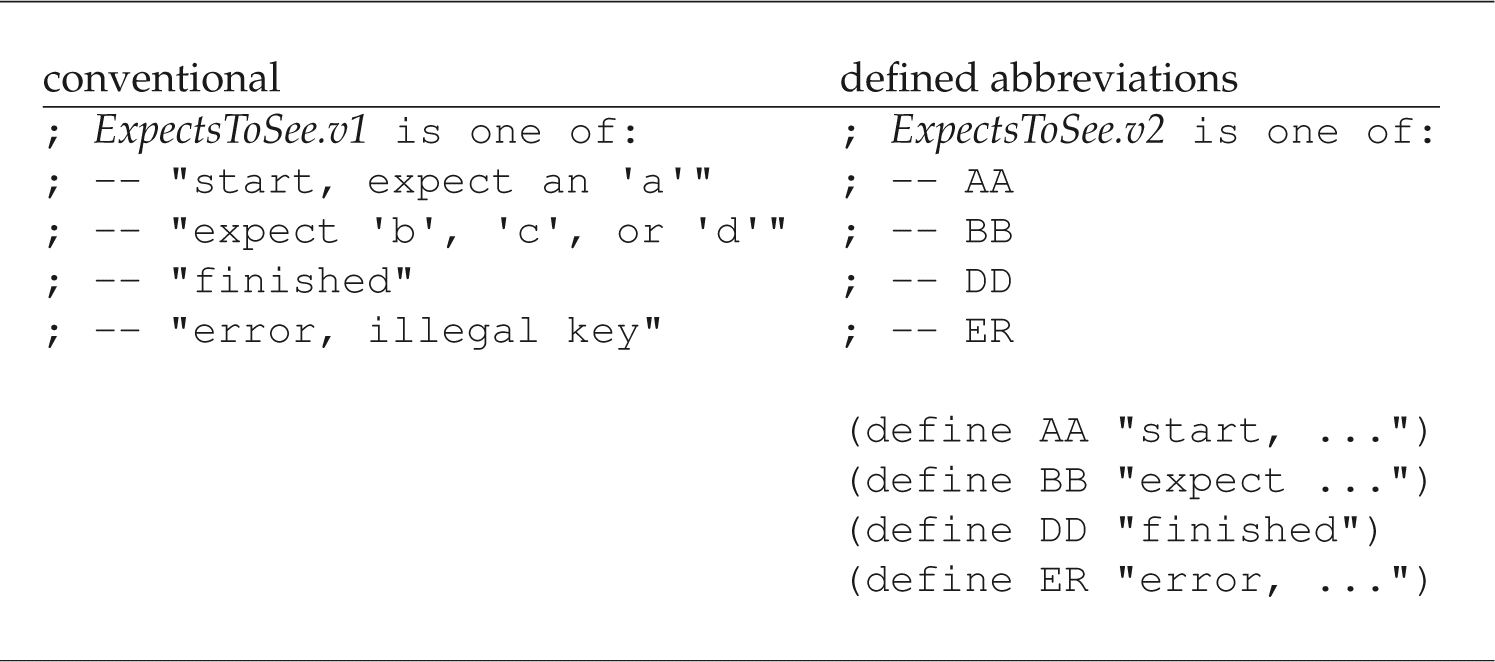 conventional
; ExpectsToSee.v1 is one of:
; -- "start, expect an 'a'"
; -- "expect 'b', 'c', or 'd'"
; -- "finished"
; -- "error, illegal key"
defined abbreviations
; ExpectsToSee.v2 is one of:
; -- AA
; -- BB
; -- DD
; -- ER
(define AA "start, ...")
(define BB "expect ...")
(define DD "finished")
(define ER "error, ...")